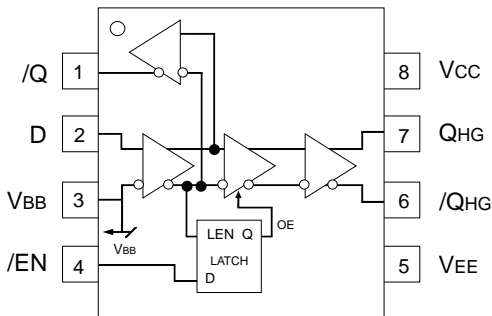 /Q 1 8 VCC
D 2 7 QHG
VBB 3 6 /QHG
VBB
OE
LEN Q
LATCH
D
/EN 4 5 VEE